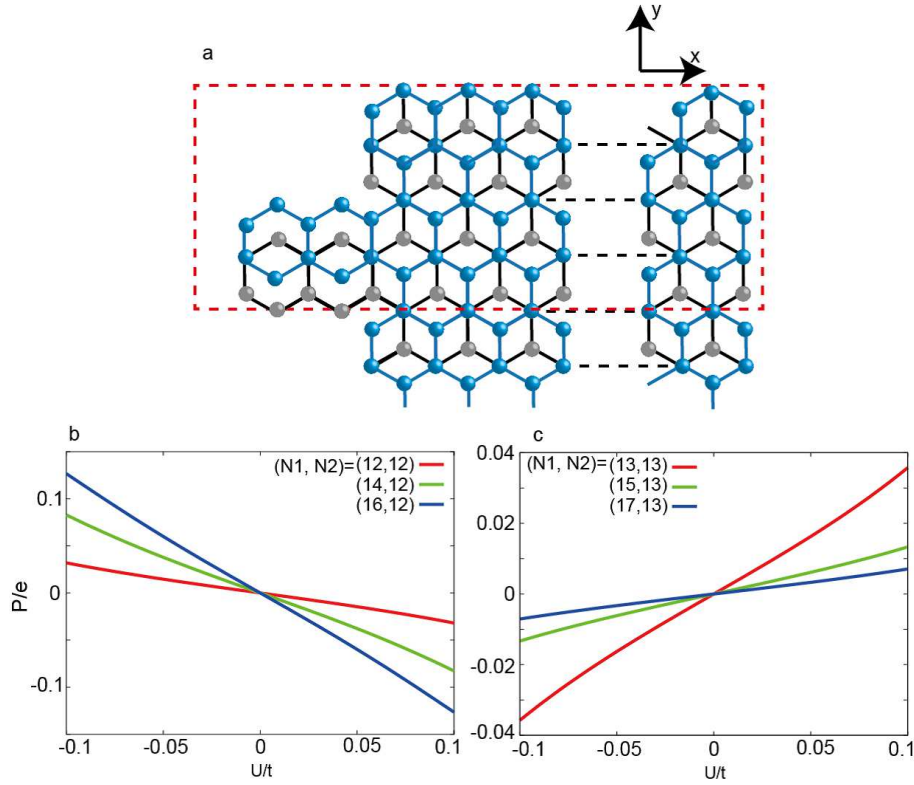 a
y
x
b
(N1, N2)=(12,12)
(14,12)
(16,12)
P/e
0.1
0
-0.1
-0.1
-0.05
0
0.05
0.1
U/t
c
(N1, N2)=(13,13)
(15,13)
(17,13)
0.04
0.02
0
-0.02
-0.04
-0.1
-0.05
0
0.05
0.1
U/t